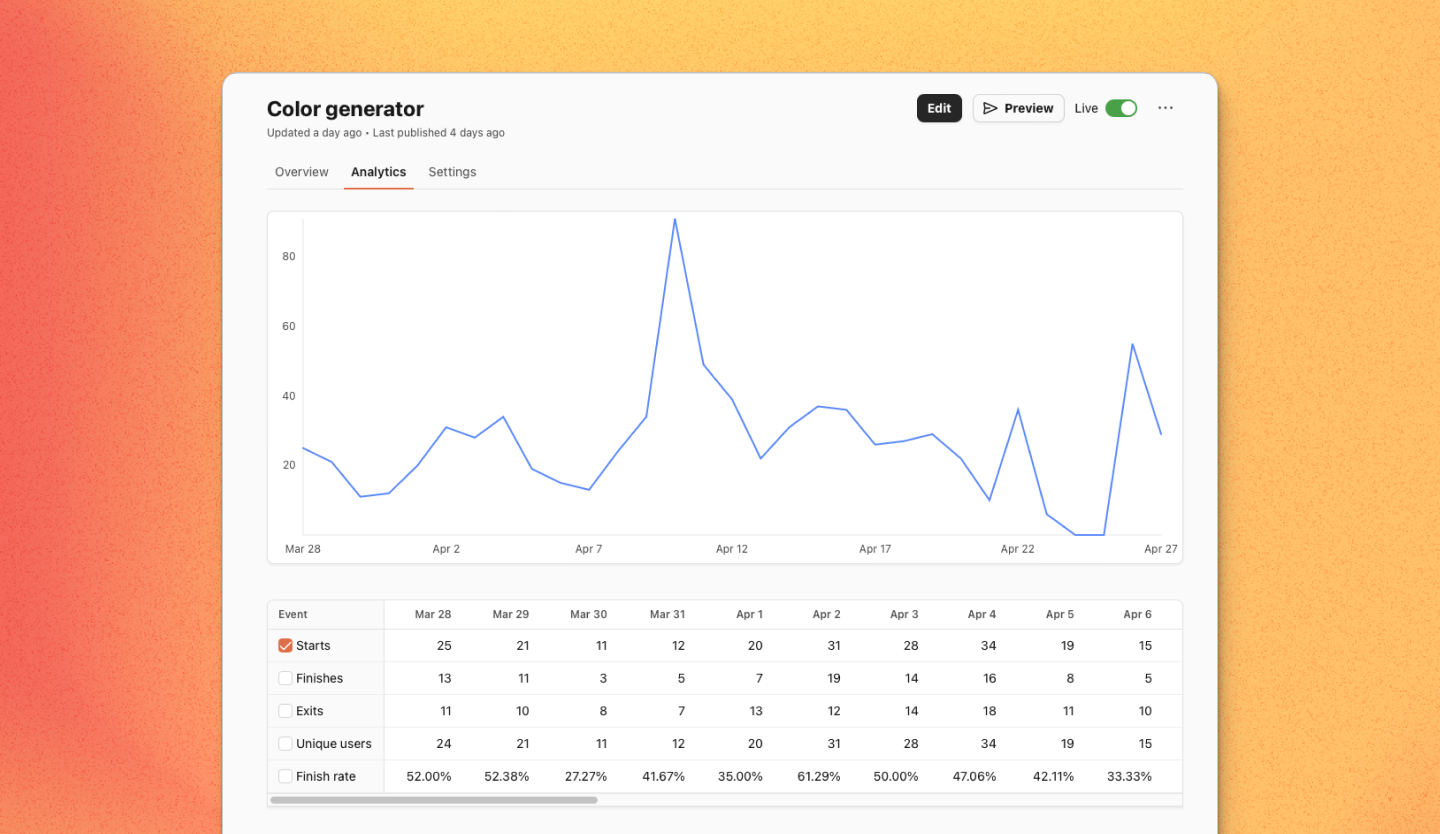 Color generator
Edit
Preview
Live
Updated a day ago • Last published 4 days ago
Overview Analytics Settings
80
60
40
20
Mar 28 Apr 2 Apr 7 Apr 12 Apr 17 Apr 22 Apr 27
Event Mar 28 Mar 29 Mar 30 Mar 31 Apr 1 Apr 2 Apr 3 Apr 4 Apr 5 Apr 6
Starts 25 21 11 12 20 31 28 34 19 15
Finishes 13 11 3 5 7 19 14 16 8 5
Exits 11 10 8 7 13 12 14 18 11 10
Unique users 24 21 11 12 20 31 28 34 19 15
Finish rate 52.00% 52.38% 27.27% 41.67% 35.00% 61.29% 50.00% 47.06% 42.11% 33.33%